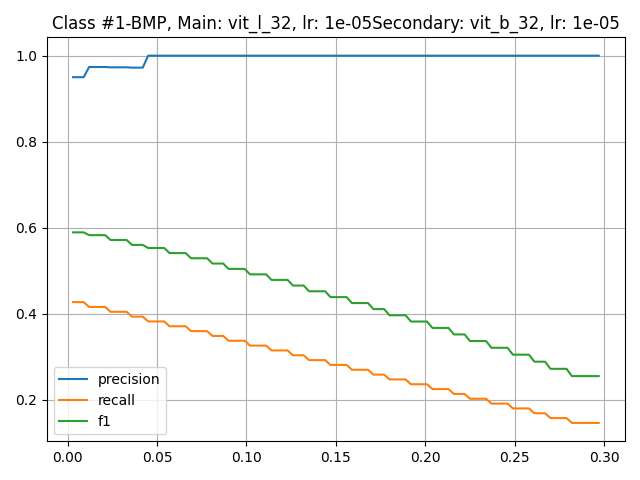 Class #1-BMP, Main: vit_l_32, lr: 1e-05Secondary: vit_b_32, lr: 1e-05
1.0
0.8
0.6
0.4
0.2
precision
recall
f1
0.00 0.05 0.10 0.15 0.20 0.25 0.30